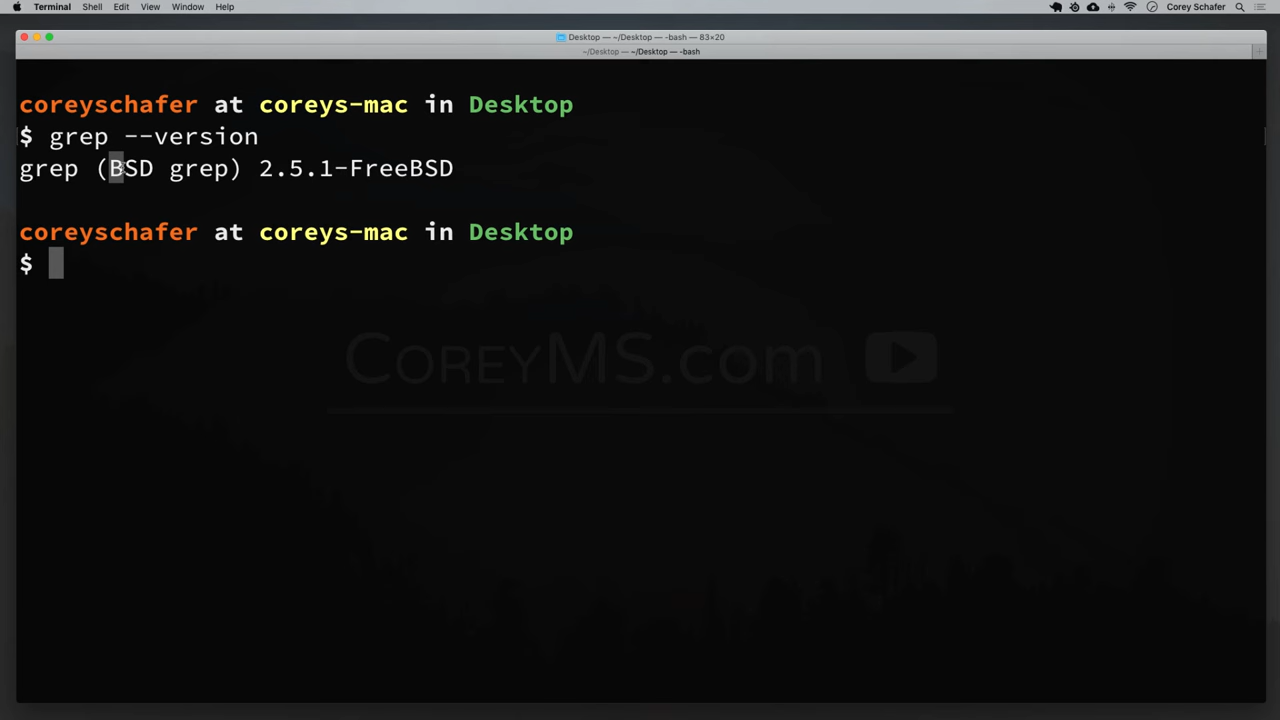 Terminal Shell Edit View Window Help Corey Schafer
Desktop — ~/Desktop — -bash — 83×20
~/Desktop — ~/Desktop — -bash
coreyschafer at coreys-mac in Desktop
$ grep --version
grep (BSD grep) 2.5.1-FreeBSD
coreyschafer at coreys-mac in Desktop
$
CoreyMS.com